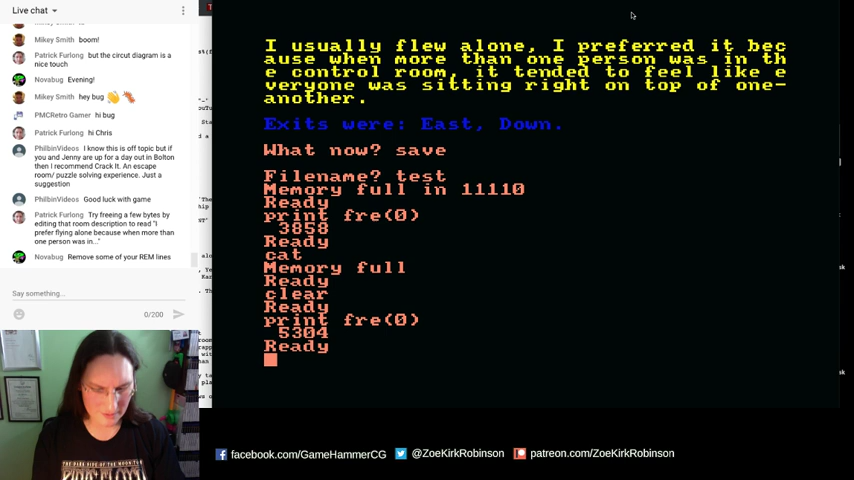 Live chat
Mikey Smith boom!
Patrick Furlong but the circut diagram is a
nice touch
Novabug Evening!
Mikey Smith hey bug
PMCRetro Gamer hi bug
Patrick Furlong hi Chris
PhilbinVideos I know this is off topic but if
you and Jenny are up for a day out in Bolton
then I recommend Crack It. An escape
room/ puzzle solving experience. Just a
suggestion
PhilbinVideos Good luck with game
Patrick Furlong Try freeing a few bytes by
editing that room description to read "I
prefer flying alone because when more than
one person was in..."
Novabug Remove some of your REM lines
Say something...
0/200
I usually flew alone, I preferred it bec
ause when more than one person was in th
e control room, it tended to feel like e
veryone was sitting right on top of one-
another.
Exits were: East, Down.
What now? save
Filename? test
Memory full in 11110
Ready
print fre(0)
3858
Ready
cat
Memory full
Ready
clear
Ready
print fre(0)
5304
Ready
facebook.com/GameHammerCG @ZoeKirkRobinson patreon.com/ZoeKirkRobinson